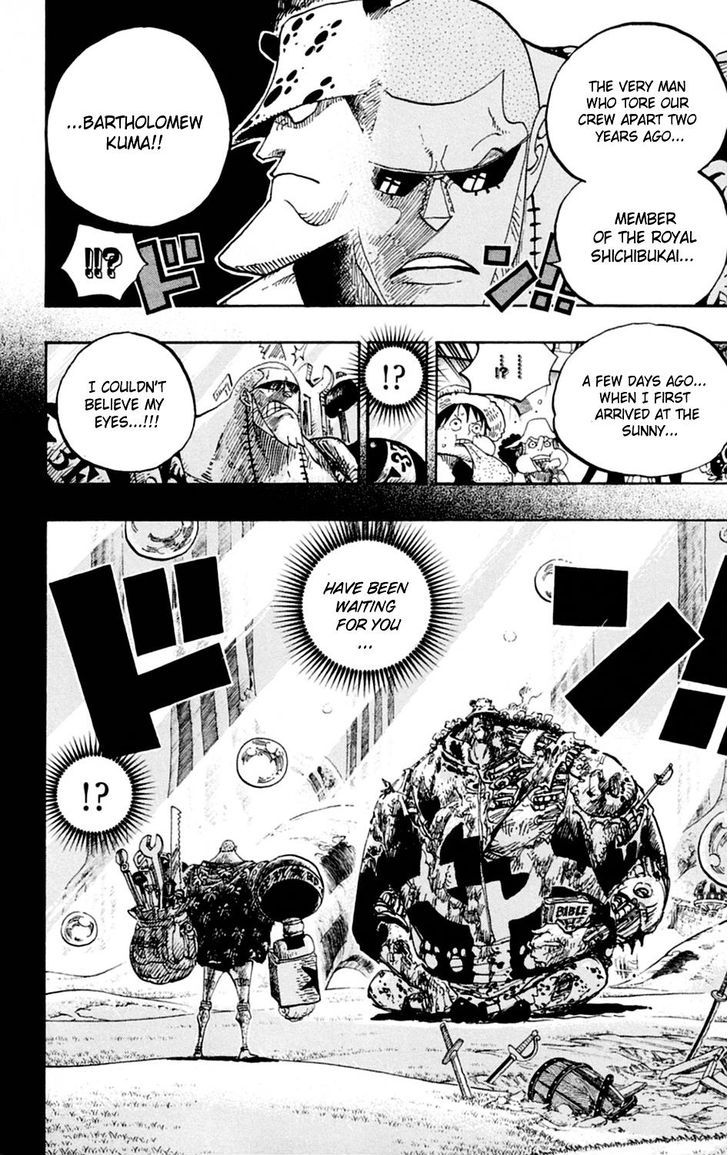 THE VERY MAN
WHO TORE OUR
CREW APART TWO
YEARS AGO...
MEMBER
OF THE ROYAL
SHICHIBUKAI...
...BARTHOLOMEW
KUMA!!
!!?
ドン
A FEW DAYS AGO...
WHEN I FIRST
ARRIVED AT THE
SUNNY...
!?
!?
I COULDN'T
BELIEVE MY
EYES...!!!
HAVE BEEN
WAITING
FOR YOU
...
ドン!!
!?
BIBLE